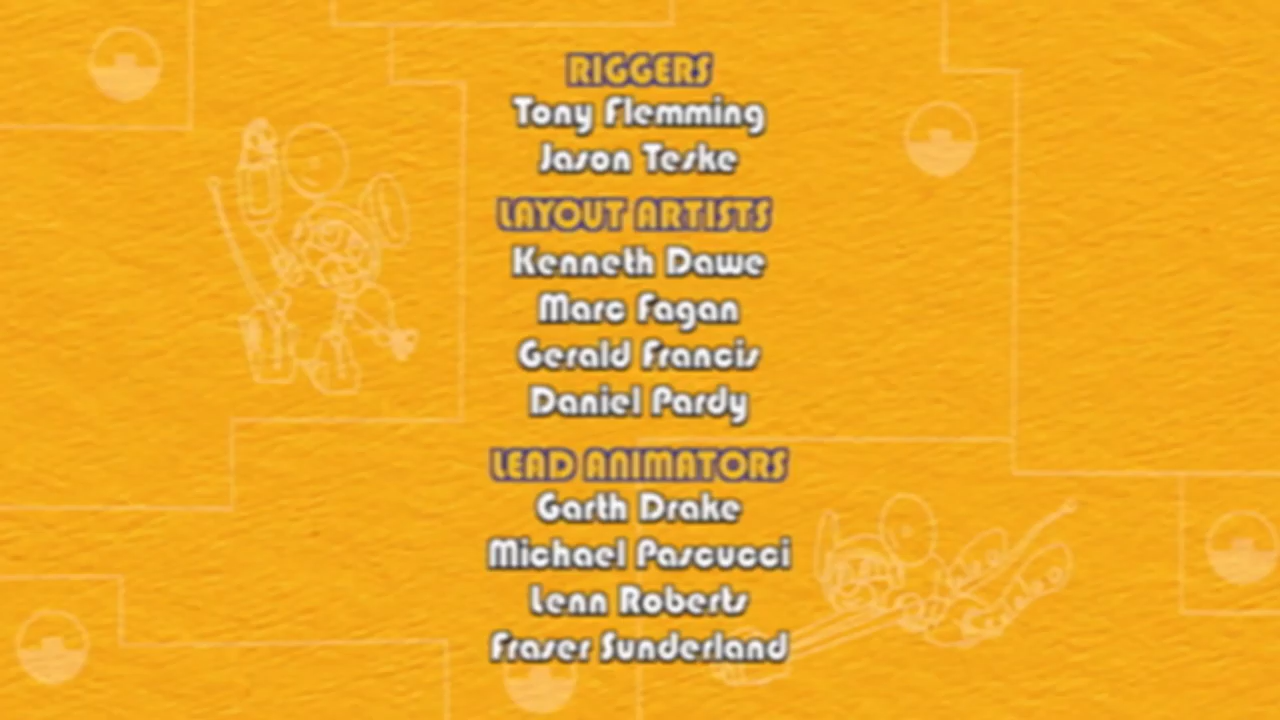 RIGGERS
Tony Flemming
Jason Teske
LAYOUT ARTISTS
Kenneth Dawe
Marc Fagan
Gerald Francis
Daniel Pardy
LEAD ANIMATORS
Garth Drake
Michael Pascucci
Lenn Roberts
Fraser Sunderland